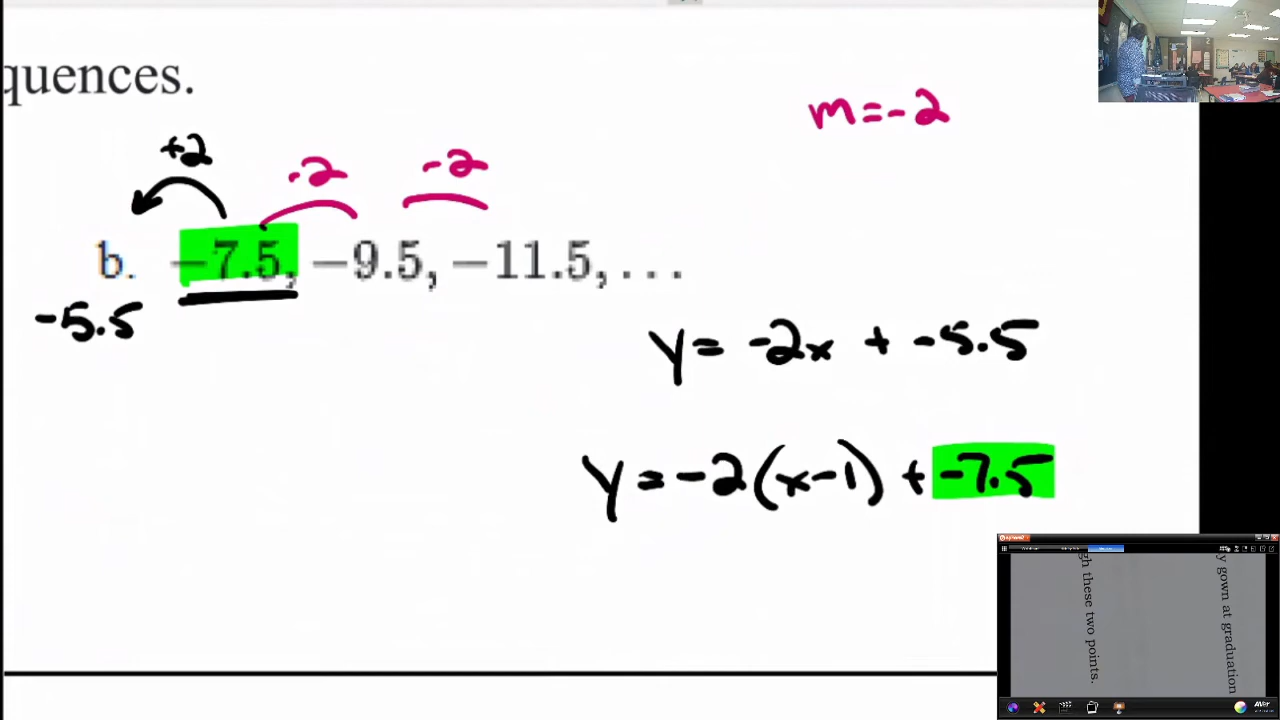 quences.
m=-2
+2 -2 -2
b. −7.5, −9.5, −11.5, . . .
-5.5
y = -2x + -5.5
y = -2(x-1) + -7.5
gh these two points.
y gown at graduation